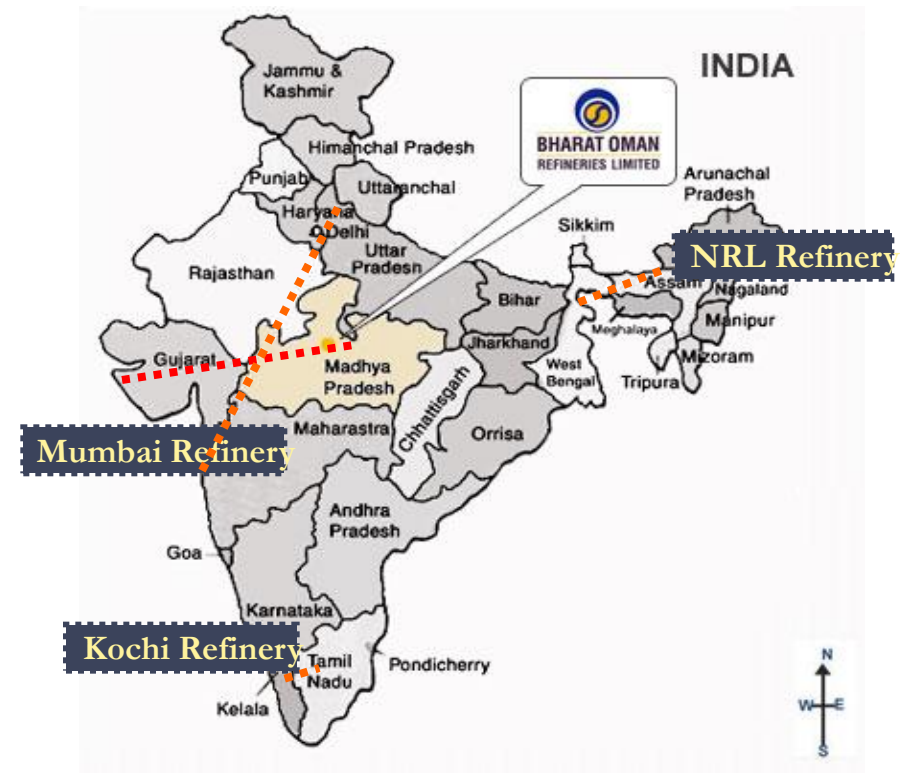 INDIA
Jammu &
Kashmir
BHARAT OMAN
REFINERIES LIMITED
Himanchal Pradesh
Punjab
Uttaranchal
Arunachal
Pradesh
Haryana
Delhi
Sikkim
Uttar
Pradesh
NRL Refinery
Rajasthan
Assam
Nagaland
Bihar
Meghalaya
Manipur
Gujarat
Jharkhand
Mizoram
Madhya
Pradesh
West
Bengal
Tripura
Chhattisgarh
Maharastra
Orrisa
Mumbai Refinery
Andhra
Pradesh
Goa
Karnataka
Kochi Refinery
Tamil
Nadu
Pondicherry
Kelala
N
W
E
S